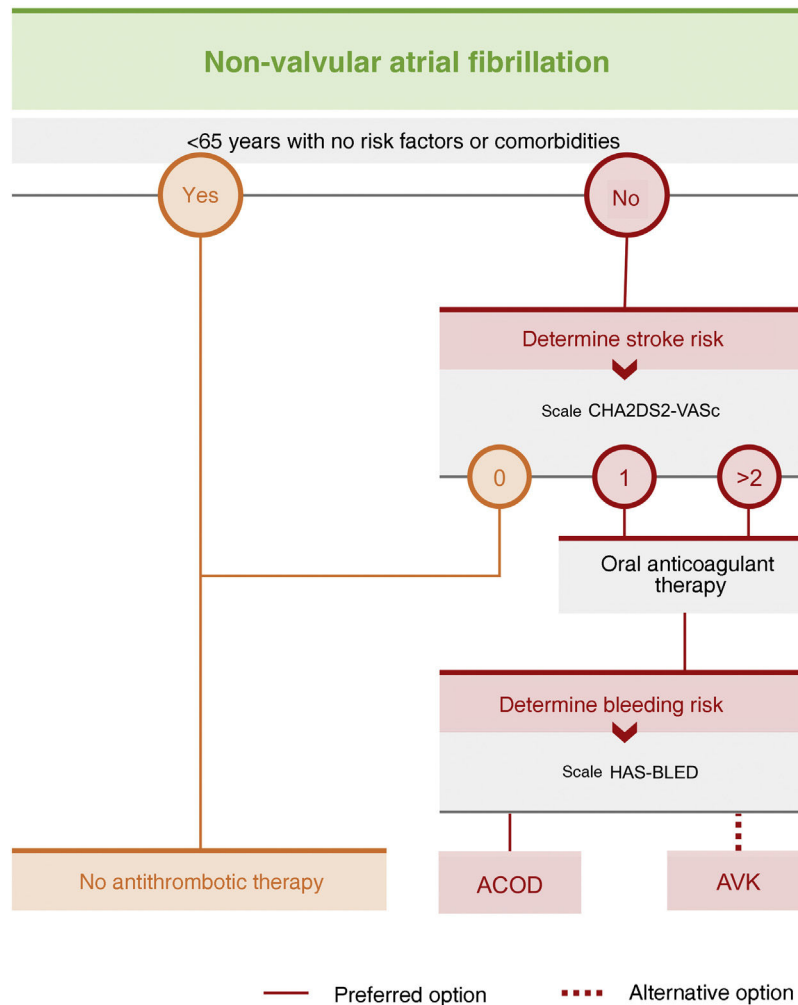 Non-valvular atrial fibrillation
<65 years with no risk factors or comorbidities
Yes
No
Determine stroke risk
Scale CHA2DS2-VASc
0
1
>2
Oral anticoagulant
therapy
Determine bleeding risk
Scale HAS-BLED
No antithrombotic therapy
ACOD
AVK
Preferred option
Alternative option